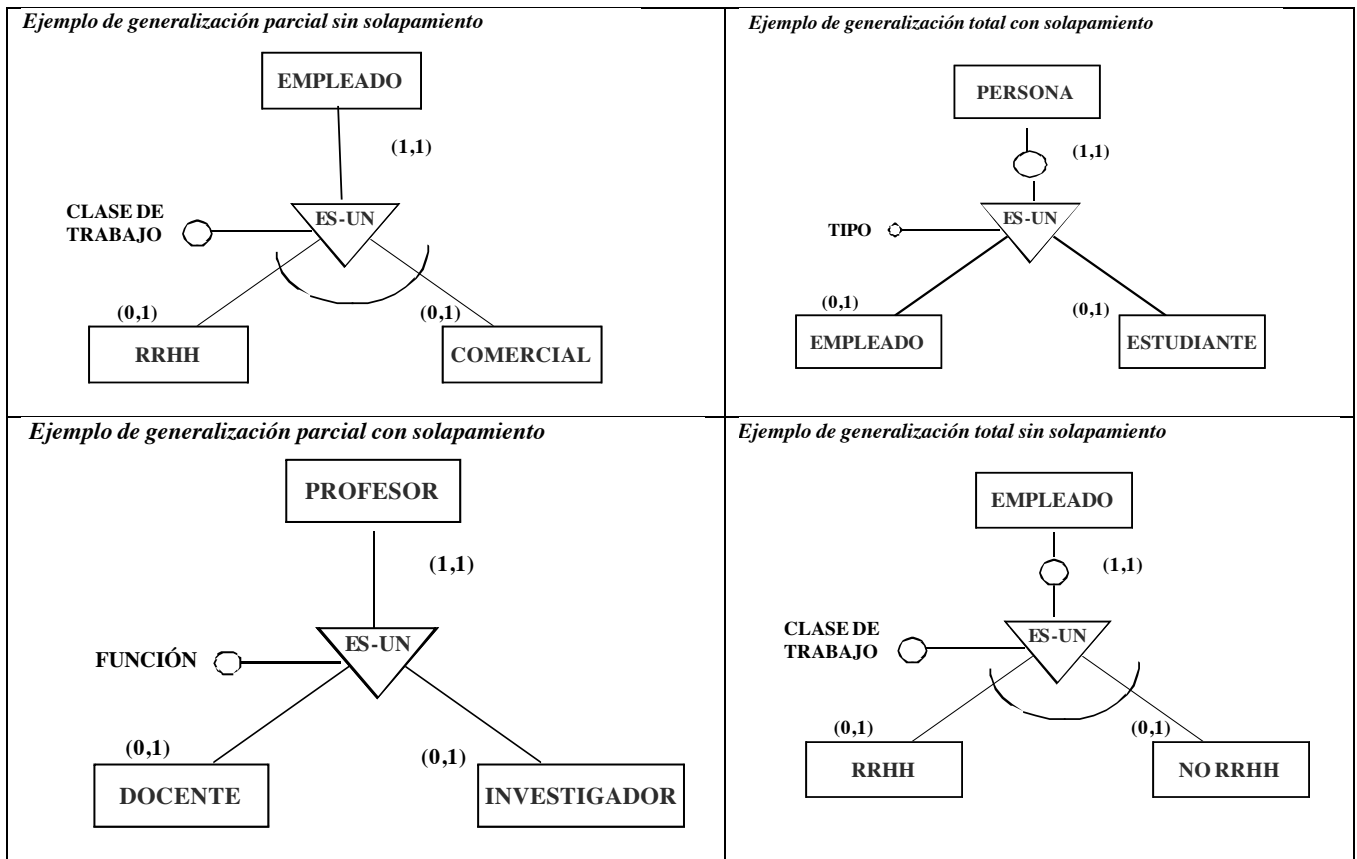 Ejemplo de generalización parcial sin solapamiento
EMPLEADO
(1,1)
CLASE DE
TRABAJO
ES-UN
(0,1)
(0,1)
RRHH
COMERCIAL
Ejemplo de generalización total con solapamiento
PERSONA
(1,1)
TIPO
ES-UN
(0,1)
(0,1)
EMPLEADO
ESTUDIANTE
Ejemplo de generalización parcial con solapamiento
PROFESOR
(1,1)
ES-UN
FUNCIÓN
(0,1)
(0,1)
DOCENTE
INVESTIGADOR
Ejemplo de generalización total sin solapamiento
EMPLEADO
(1,1)
CLASE DE
TRABAJO
ES-UN
(0,1)
(0,1)
RRHH
NO RRHH